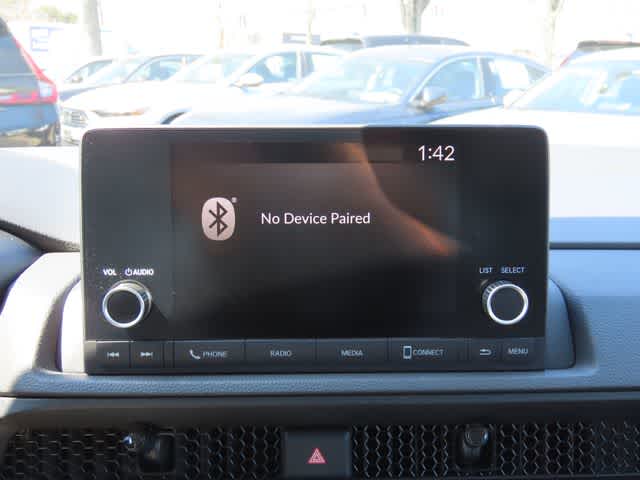 1:42
No Device Paired
VOL AUDIO
LIST SELECT
PHONE RADIO MEDIA CONNECT MENU